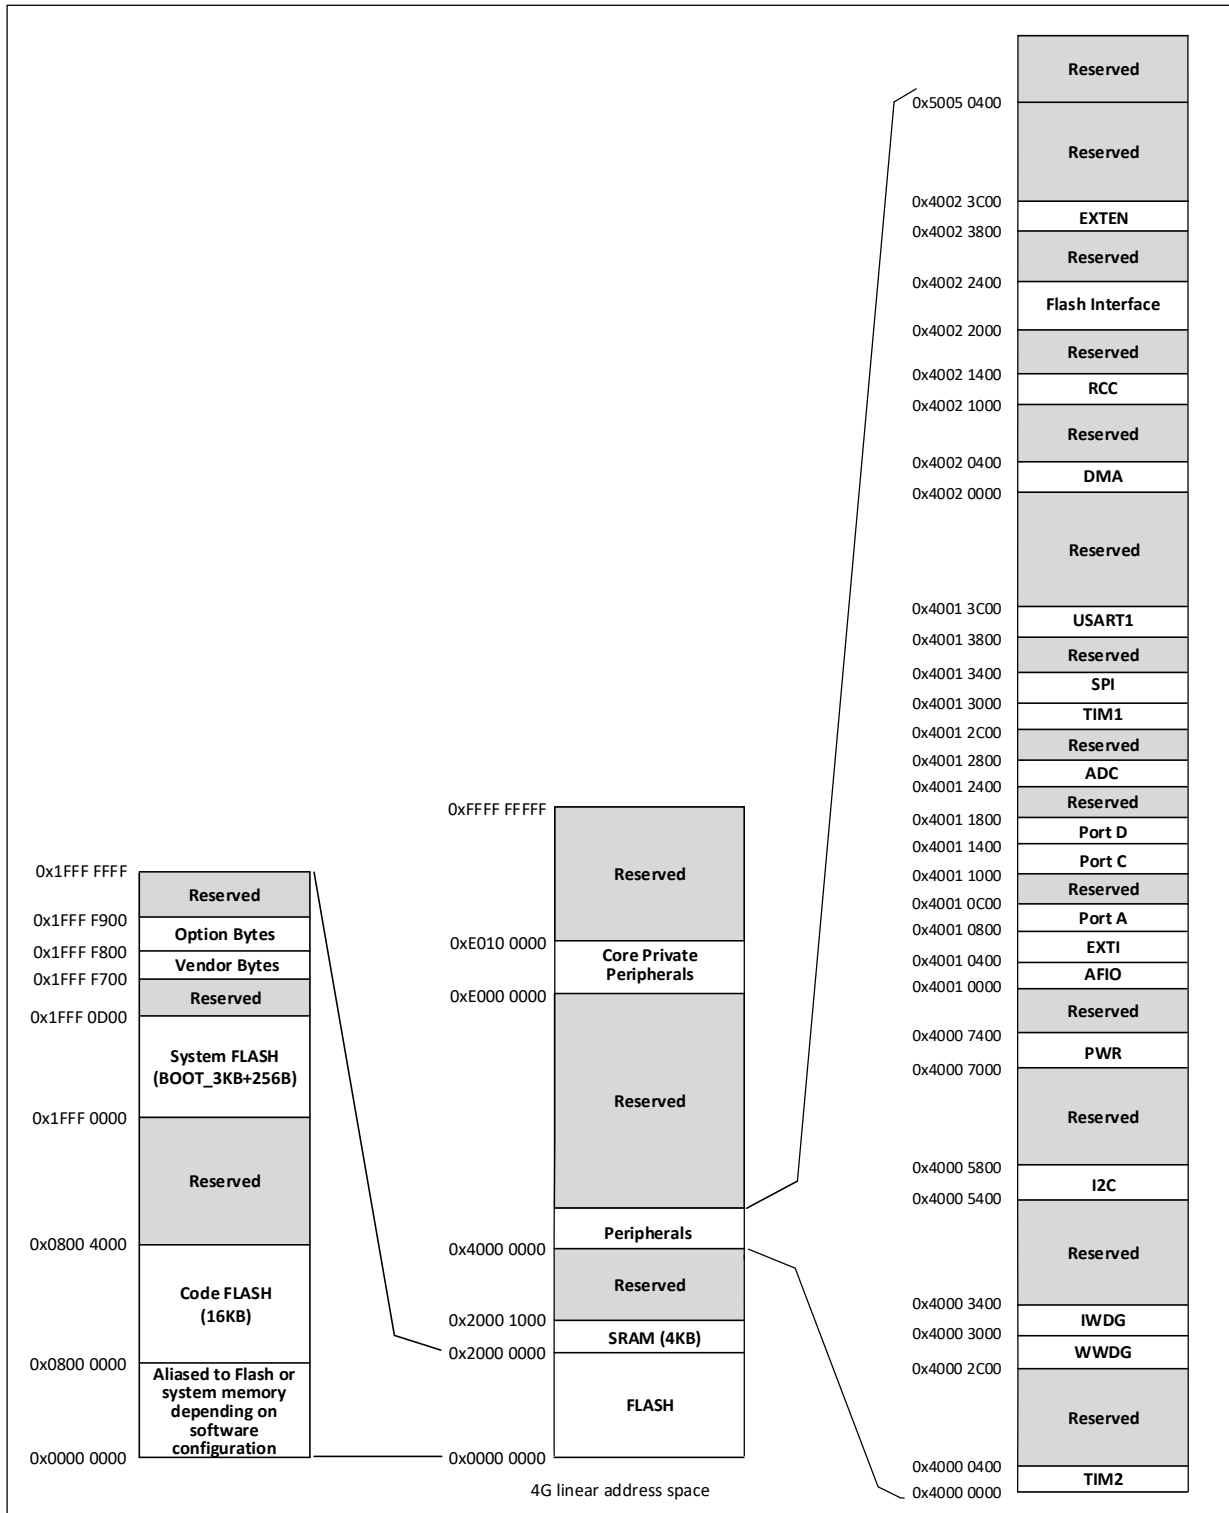 0x1FFF FFFF
Reserved
0x1FFF F900
Option Bytes
0x1FFF F800
Vendor Bytes
0x1FFF F700
Reserved
0x1FFF 0D00
System FLASH
(BOOT_3KB+256B)
0x1FFF 0000
Reserved
0x0800 4000
Code FLASH
(16KB)
0x0800 0000
Aliased to Flash or
system memory
depending on
software
configuration
0x0000 0000
0xFFFF FFFFF
Reserved
0xE010 0000
Core Private
Peripherals
0xE000 0000
Reserved
Peripherals
0x4000 0000
Reserved
0x2000 1000
SRAM (4KB)
0x2000 0000
FLASH
0x0000 0000
4G linear address space
Reserved
0x5005 0400
Reserved
0x4002 3C00
EXTEN
0x4002 3800
Reserved
0x4002 2400
Flash Interface
0x4002 2000
Reserved
0x4002 1400
RCC
0x4002 1000
Reserved
0x4002 0400
DMA
0x4002 0000
Reserved
0x4001 3C00
USART1
0x4001 3800
Reserved
0x4001 3400
SPI
0x4001 3000
TIM1
0x4001 2C00
Reserved
0x4001 2800
ADC
0x4001 2400
Reserved
0x4001 1800
Port D
0x4001 1400
Port C
0x4001 1000
Reserved
0x4001 0C00
Port A
0x4001 0800
EXTI
0x4001 0400
AFIO
0x4001 0000
Reserved
0x4000 7400
PWR
0x4000 7000
Reserved
0x4000 5800
I2C
0x4000 5400
Reserved
0x4000 3400
IWDG
0x4000 3000
WWDG
0x4000 2C00
Reserved
0x4000 0400
TIM2
0x4000 0000